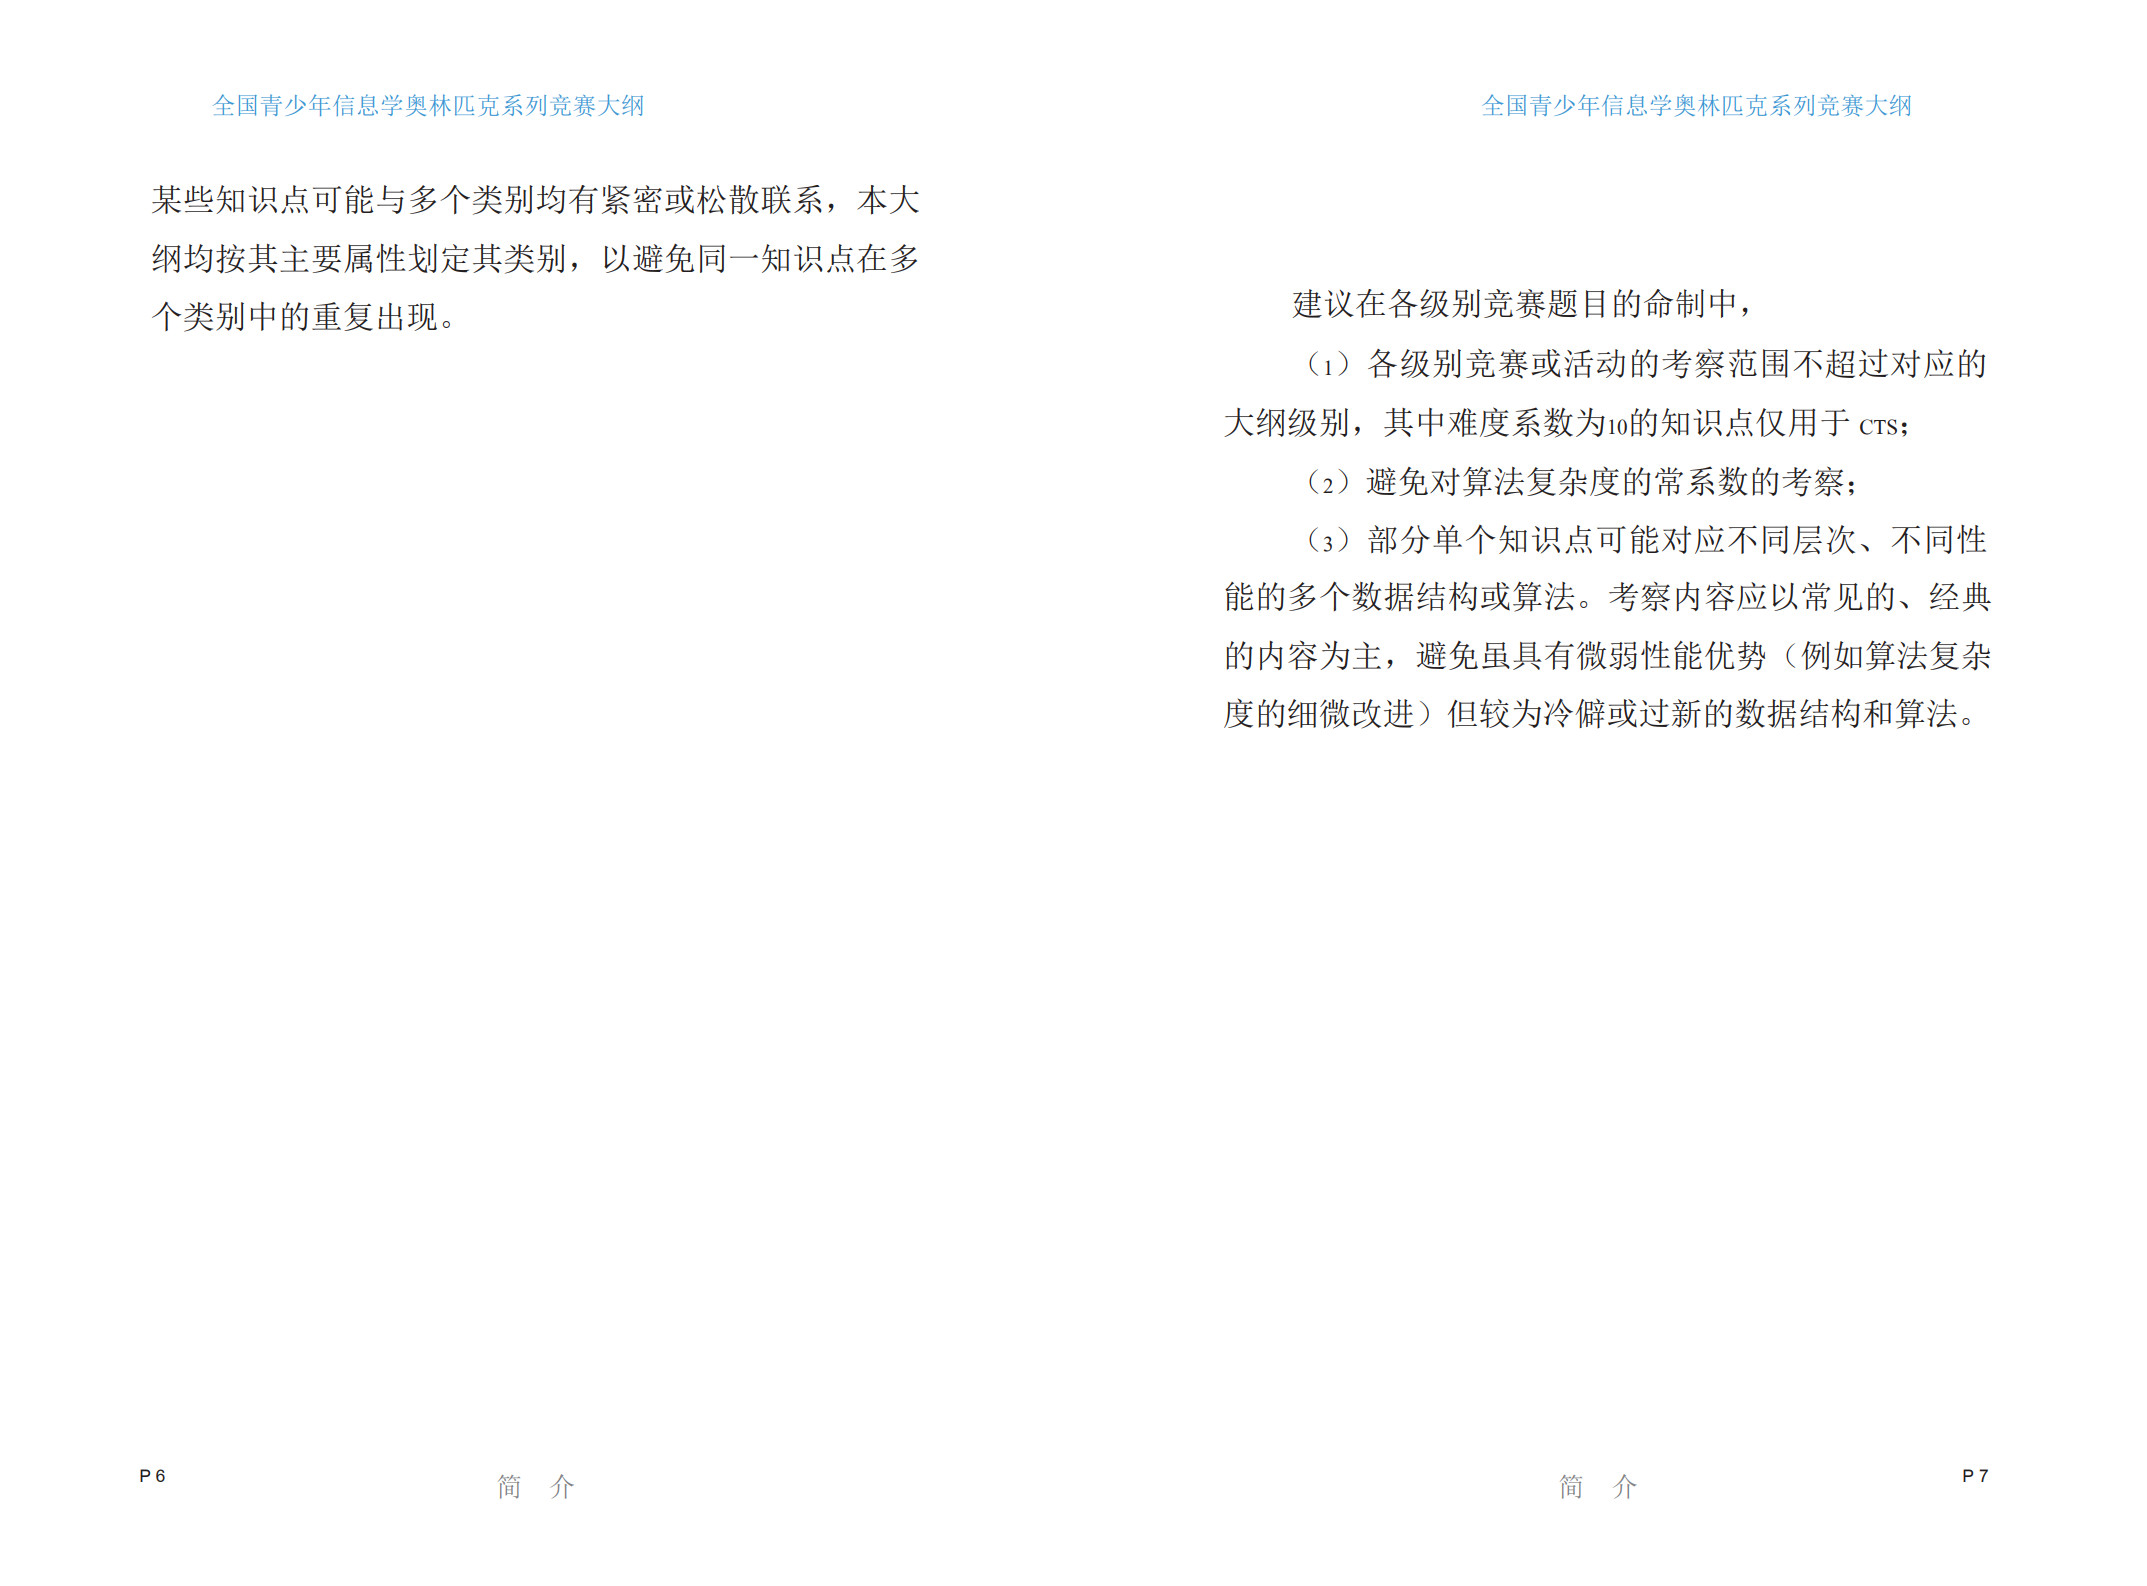 全国青少年信息学奥林匹克系列竞赛大纲
某些知识点可能与多个类别均有紧密或松散联系，本大
纲均按其主要属性划定其类别，以避免同一知识点在多
个类别中的重复出现。
P 6
简 介
全国青少年信息学奥林匹克系列竞赛大纲
建议在各级别竞赛题目的命制中，
（1）各级别竞赛或活动的考察范围不超过对应的
大纲级别，其中难度系数为10的知识点仅用于 CTS；
（2）避免对算法复杂度的常系数的考察；
（3）部分单个知识点可能对应不同层次、不同性
能的多个数据结构或算法。考察内容应以常见的、经典
的内容为主，避免虽具有微弱性能优势（例如算法复杂
度的细微改进）但较为冷僻或过新的数据结构和算法。
简 介
P 7